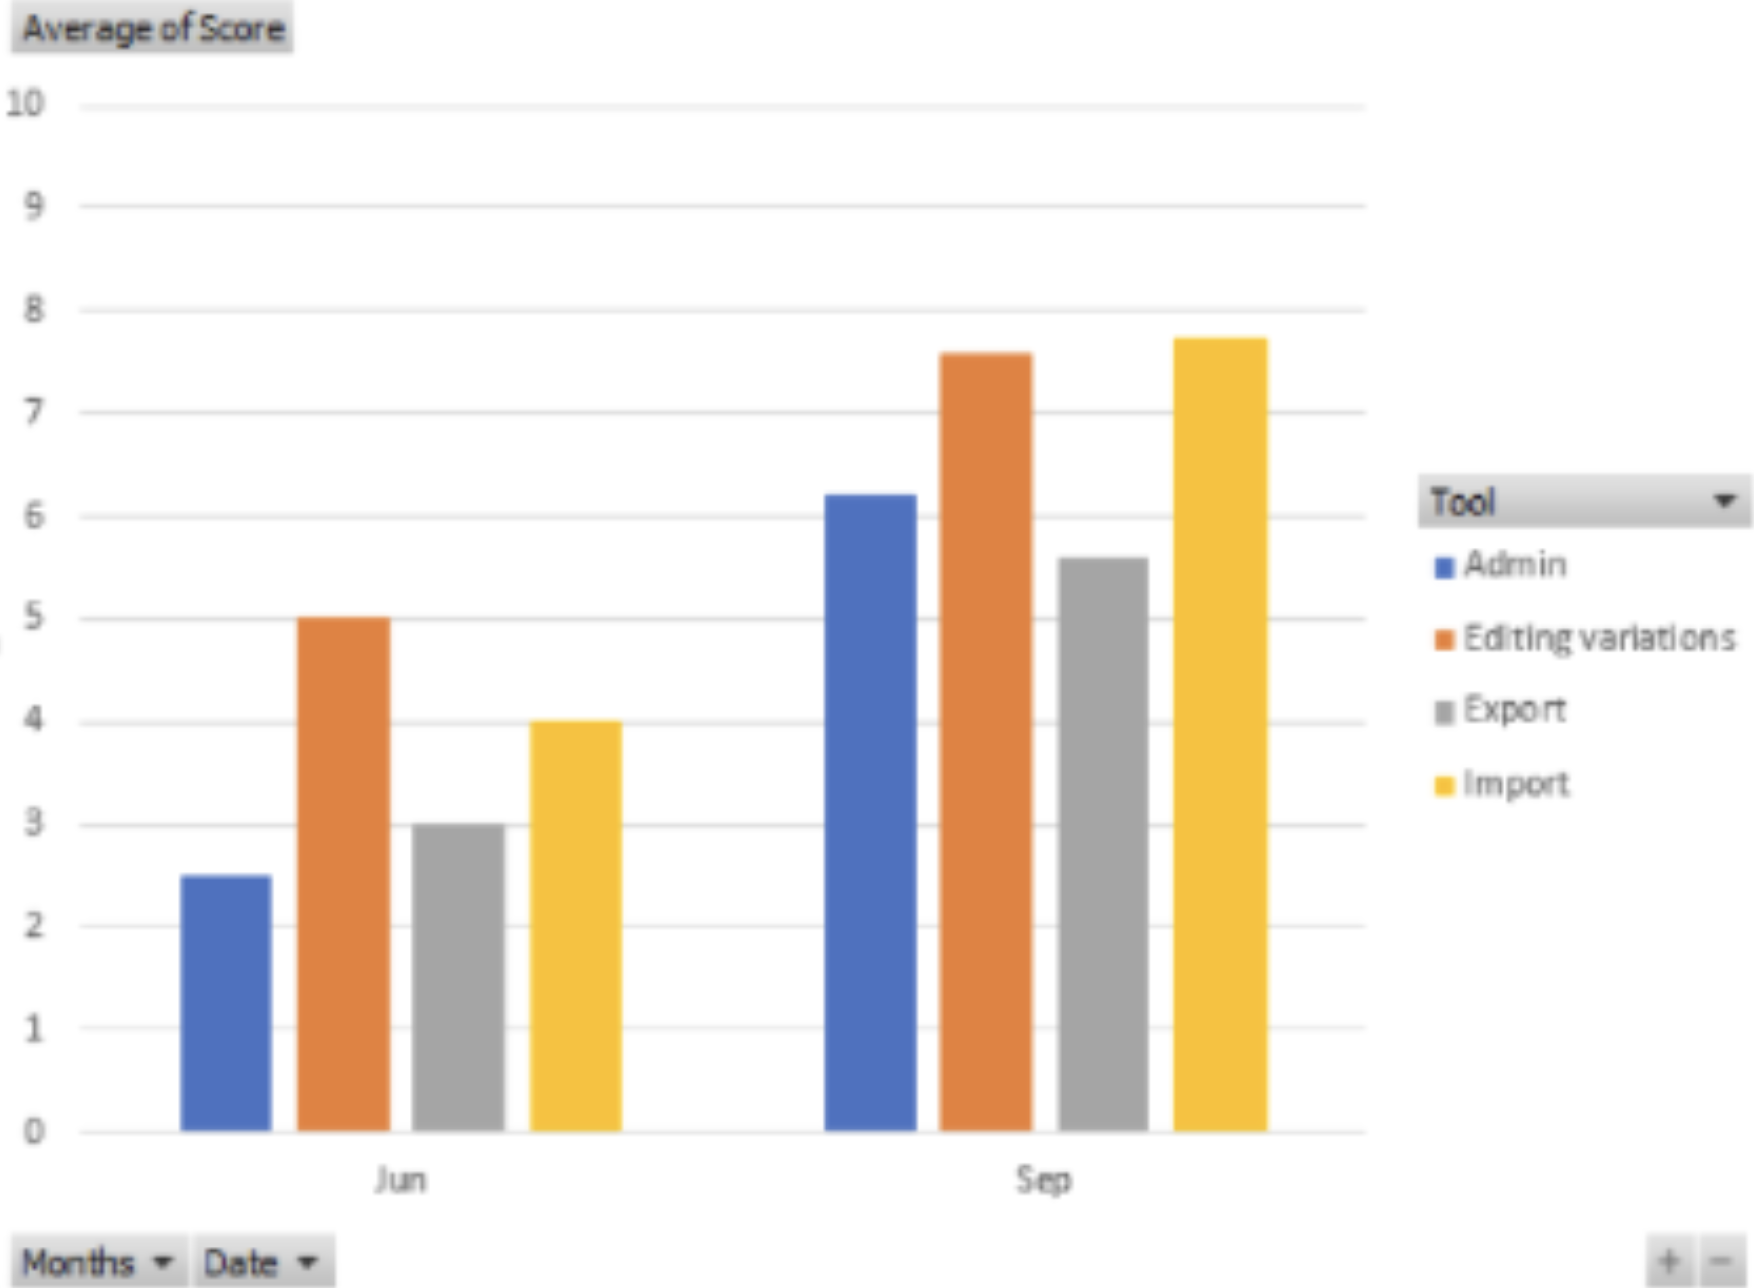 Average of Score
10
9
8
7
6
5
4
3
2
1
0
Jun
Sep
Tool
Admin
Editing variations
Export
Import
Months
Date
+
-